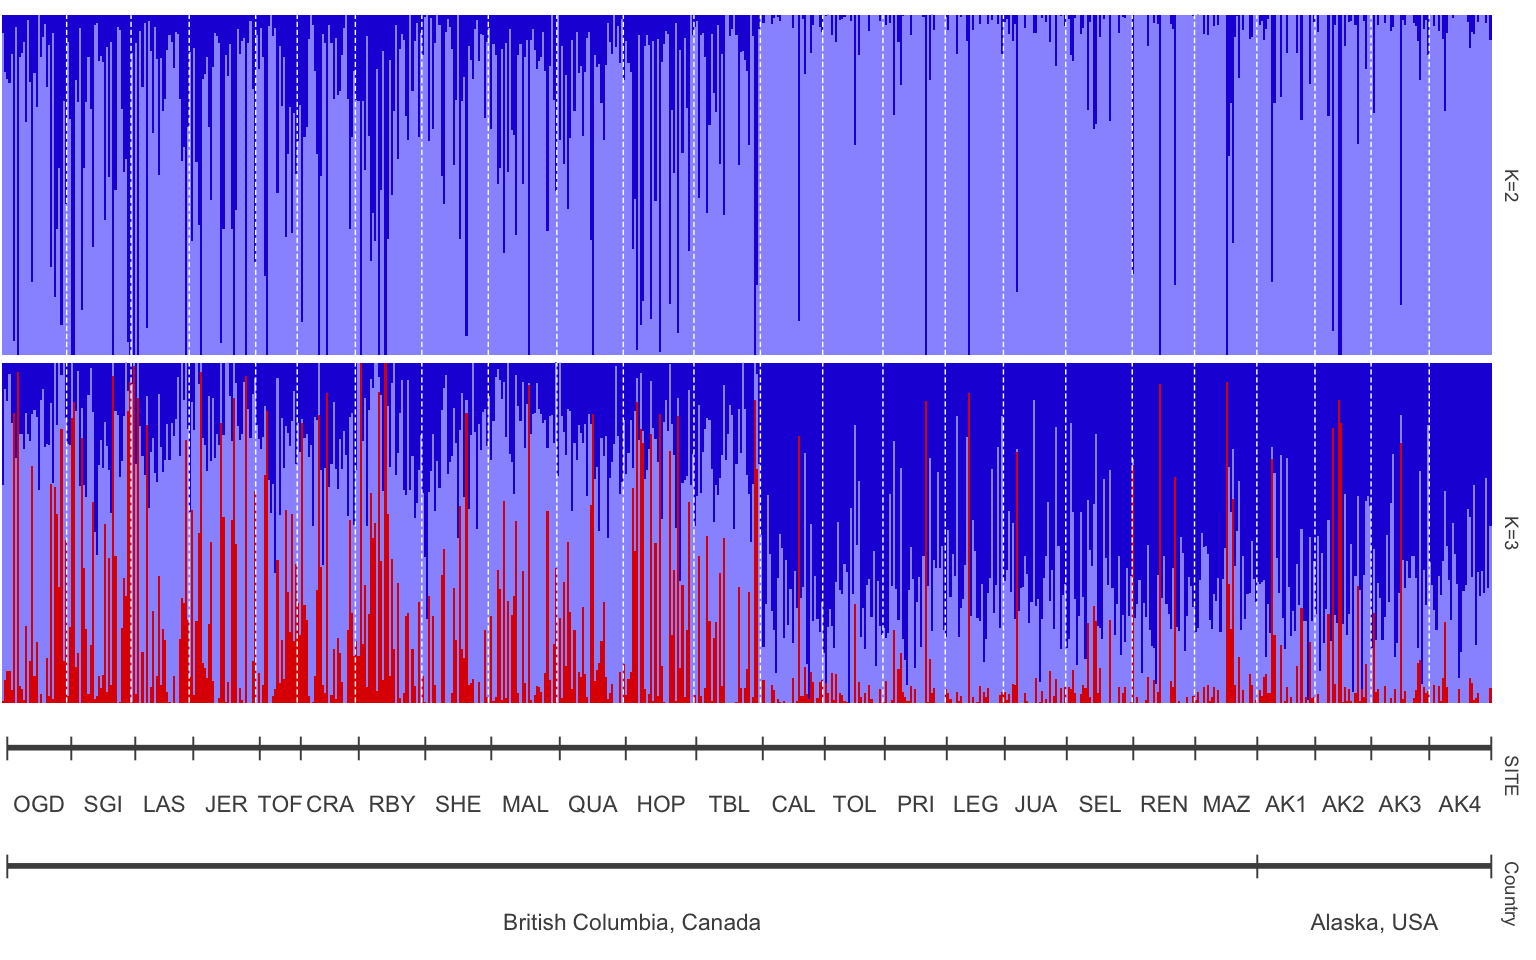 K=2
K=3
SITE
OGD SGI LAS JER TOF CRA RBY SHE MAL QUA HOP TBL CAL TOL PRI LEG JUA SEL REN MAZ AK1 AK2 AK3 AK4
Country
British Columbia, Canada Alaska, USA